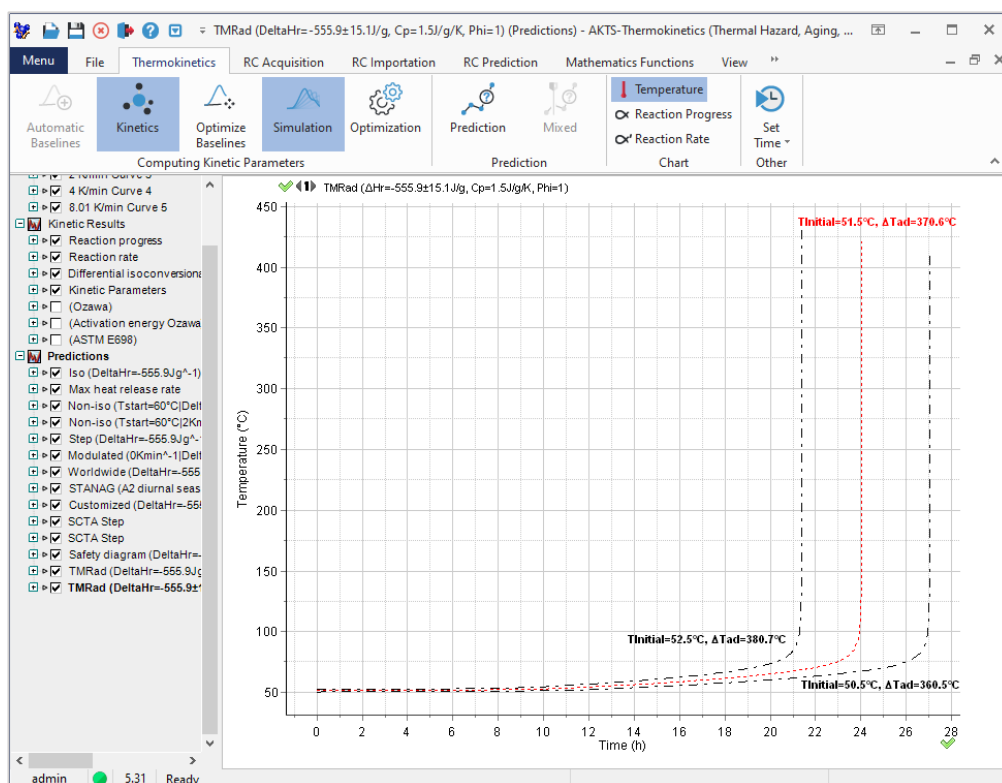 TMRad (DeltaHr=-555.9±15.1J/g, Cp=1.5J/g/K, Phi=1) (Predictions) - AKTS-Thermokinetics (Thermal Hazard, Aging, ...
Menu File Thermokinetics RC Acquisition RC Importation RC Prediction Mathematics Functions View
Automatic Baselines
Kinetics
Optimize Baselines
Simulation
Optimization
Prediction
Mixed
Temperature
Reaction Progress
Reaction Rate
Set Time
Computing Kinetic Parameters Prediction Chart Other
2 K/min Curve 3
4 K/min Curve 4
8.01 K/min Curve 5
Kinetic Results
Reaction progress
Reaction rate
Differential isoconversiona
Kinetic Parameters
(Ozawa)
(Activation energy Ozawa
(ASTM E698)
Predictions
Iso (DeltaHr=-555.9Jg^-1)
Max heat release rate
Non-iso (Tstart=60°C|Delt
Non-iso (Tstart=60°C|2Km
Step (DeltaHr=-555.9Jg^-
Modulated (0Kmin^-1|Delt
Worldwide (DeltaHr=-555
STANAG (A2 diurnal seas
Customized (DeltaHr=-55
SCTA Step
SCTA Step
Safety diagram (DeltaHr=-
TMRad (DeltaHr=-555.9Jg
TMRad (DeltaHr=-555.9±1
(1) TMRad (ΔHr=-555.9±15.1J/g, Cp=1.5J/g/K, Phi=1)
TInitial=51.5°C, ΔTad=370.6°C
TInitial=52.5°C, ΔTad=380.7°C
TInitial=50.5°C, ΔTad=360.5°C
Temperature (°C)
450
400
350
300
250
200
150
100
50
0 2 4 6 8 10 12 14 16 18 20 22 24 26 28
Time (h)
admin 5.31 Ready